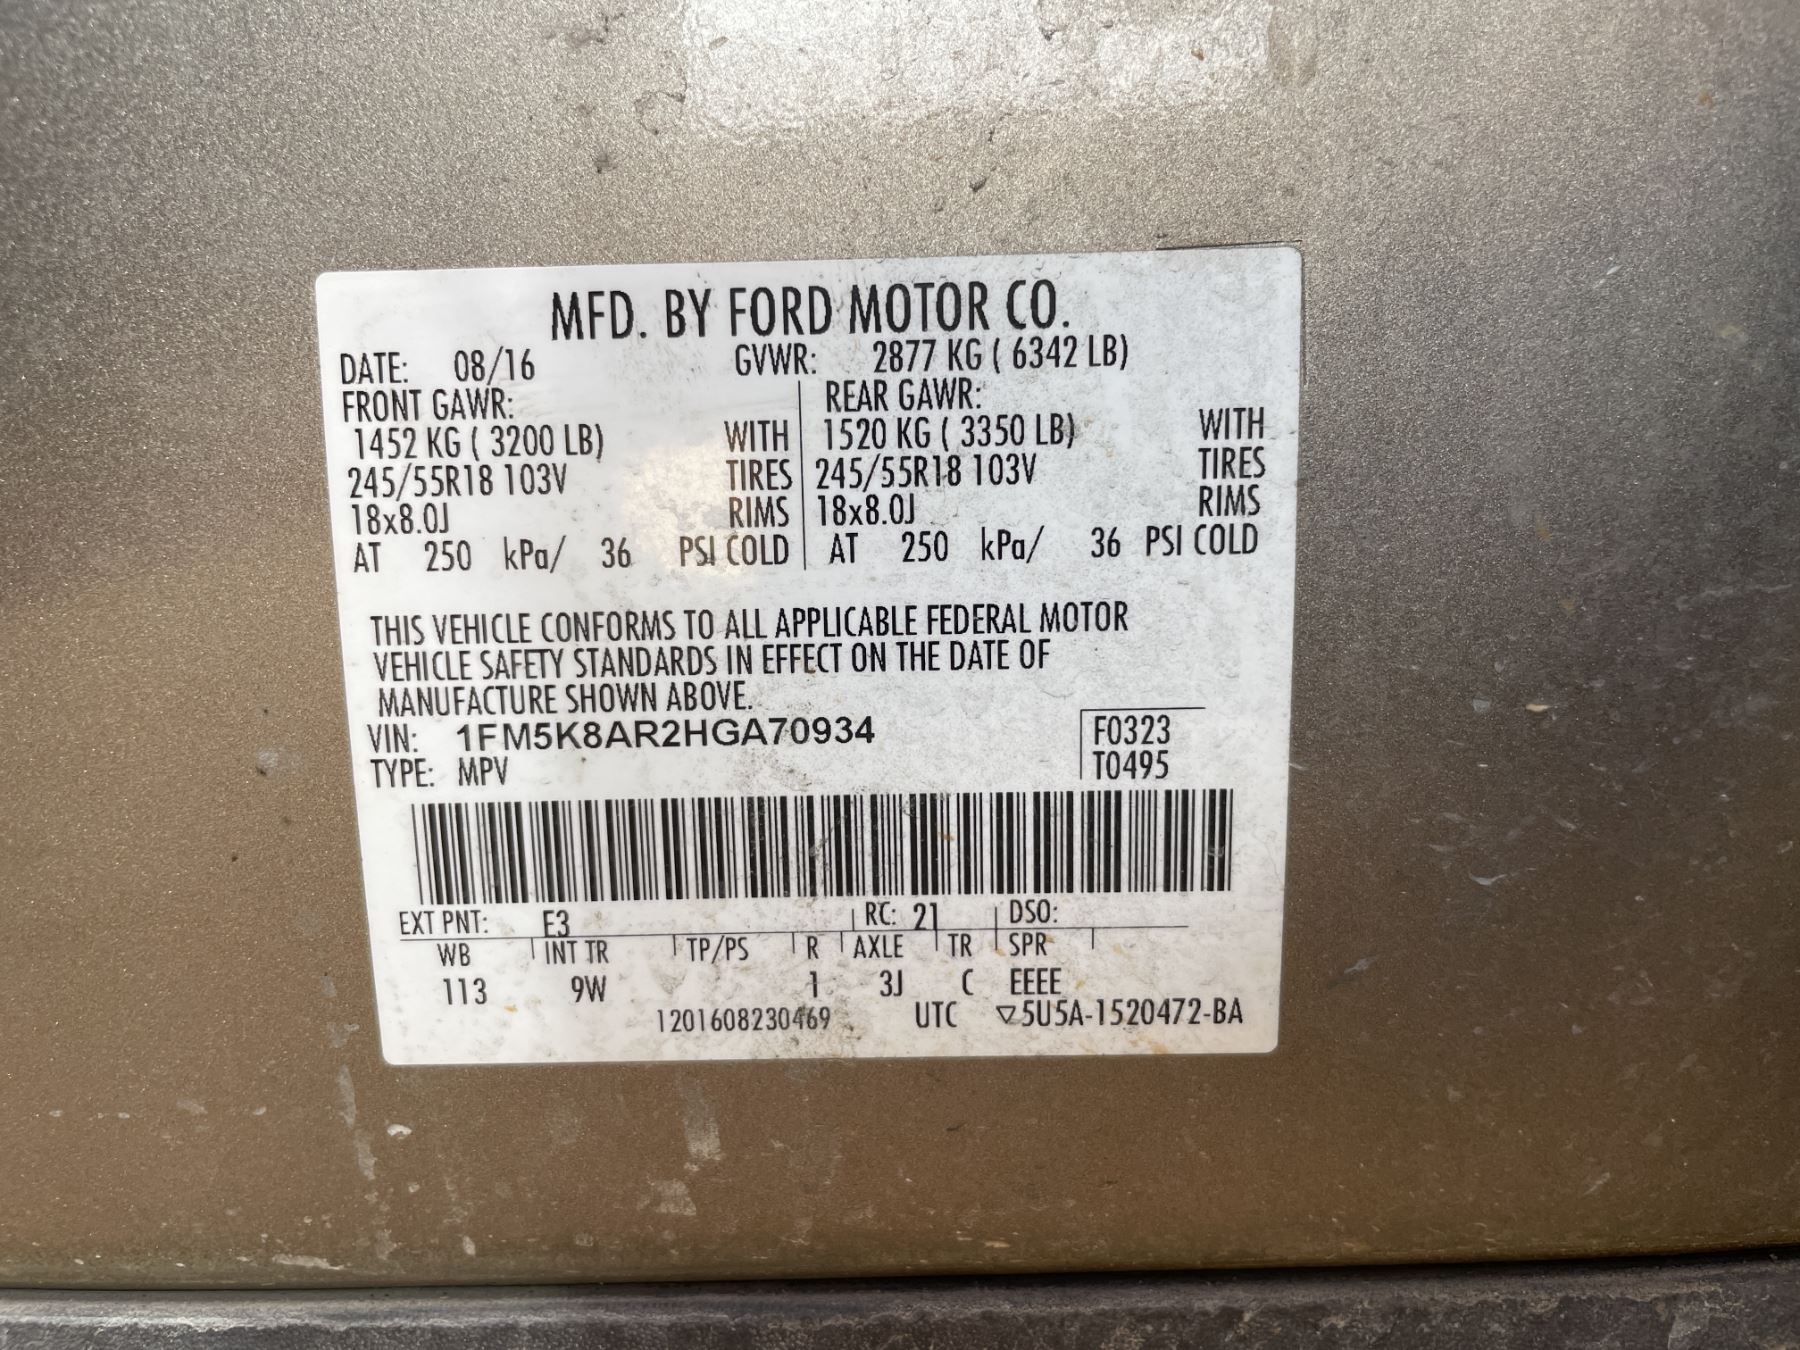 MFD. BY FORD MOTOR CO.
DATE: 08/16 GVWR: 2877 KG ( 6342 LB)
FRONT GAWR: REAR GAWR:
1452 KG ( 3200 LB) WITH 1520 KG ( 3350 LB) WITH
245/55R18 103V TIRES 245/55R18 103V TIRES
18x8.0J RIMS 18x8.0J RIMS
AT 250 kPa/ 36 PSI COLD AT 250 kPa/ 36 PSI COLD
THIS VEHICLE CONFORMS TO ALL APPLICABLE FEDERAL MOTOR
VEHICLE SAFETY STANDARDS IN EFFECT ON THE DATE OF
MANUFACTURE SHOWN ABOVE.
VIN: 1FM5K8AR2HGA70934 F0323
TYPE: MPV T0495
EXT PNT: E3 RC: 21 DSO:
WB INT TR TP/PS R AXLE TR SPR
113 9W 1 3J C EEEE
1201608230469 UTC ▽5U5A-1520472-BA